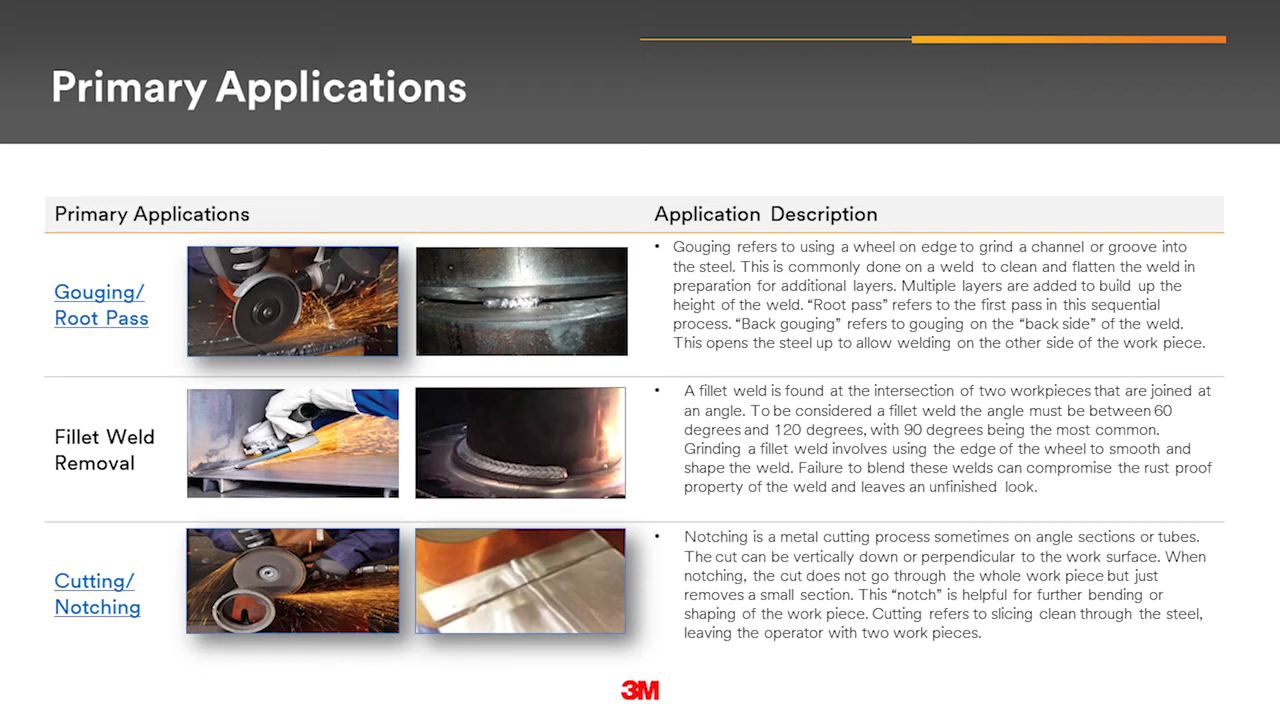 Primary Applications
Primary Applications
Application Description
Gouging/
Root Pass
• Gouging refers to using a wheel on edge to grind a channel or groove into
the steel. This is commonly done on a weld to clean and flatten the weld in
preparation for additional layers. Multiple layers are added to build up the
height of the weld. “Root pass” refers to the first pass in this sequential
process. “Back gouging” refers to gouging on the “back side” of the weld.
This opens the steel up to allow welding on the other side of the work piece.
Fillet Weld
Removal
• A fillet weld is found at the intersection of two workpieces that are joined at
an angle. To be considered a fillet weld the angle must be between 60
degrees and 120 degrees, with 90 degrees being the most common.
Grinding a fillet weld involves using the edge of the wheel to smooth and
shape the weld. Failure to blend these welds can compromise the rust proof
property of the weld and leaves an unfinished look.
Cutting/
Notching
• Notching is a metal cutting process sometimes on angle sections or tubes.
The cut can be vertically down or perpendicular to the work surface. When
notching, the cut does not go through the whole work piece but just
removes a small section. This “notch” is helpful for further bending or
shaping of the work piece. Cutting refers to slicing clean through the steel,
leaving the operator with two work pieces.
3M